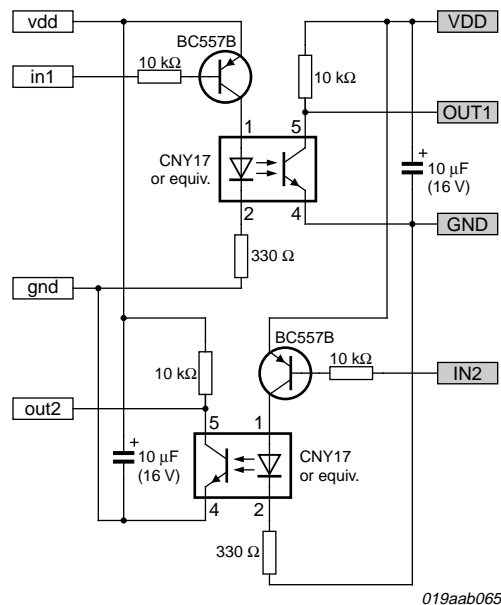 vdd
BC557B
VDD
in1
10 kΩ
10 kΩ
OUT1
1
5
CNY17
or equiv.
+
10 μF
(16 V)
2
4
GND
330 Ω
gnd
BC557B
10 kΩ
10 kΩ
IN2
out2
5
1
+
10 μF
(16 V)
CNY17
or equiv.
4
2
330 Ω
019aab065